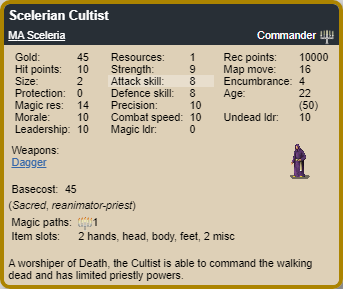 Scelerian Cultist
MA Sceleria Commander
Gold: 45 Resources: 1 Rec points: 10000
Hit points: 10 Strength: 9 Map move: 16
Size: 2 Attack skill: 8 Encumbrance: 4
Protection: 0 Defence skill: 8 Age: 22
Magic res: 14 Precision: 10 (50)
Morale: 10 Combat speed: 10 Undead ldr: 10
Leadership: 10 Magic ldr: 0
Weapons:
Dagger
Basecost: 45
(Sacred, reanimator-priest)
Magic paths: 1
Item slots: 2 hands, head, body, feet, 2 misc
A worshiper of Death, the Cultist is able to command the walking
dead and has limited priestly powers.